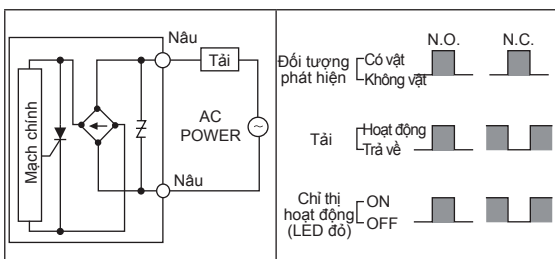 Nâu
Tải
Mạch chính
AC
POWER
Nâu
N.O. N.C.
Đối tượng
phát hiện
Có vật
Không vật
Tải
Hoạt động
Trả về
Chỉ thị
hoạt động
(LED đỏ)
ON
OFF